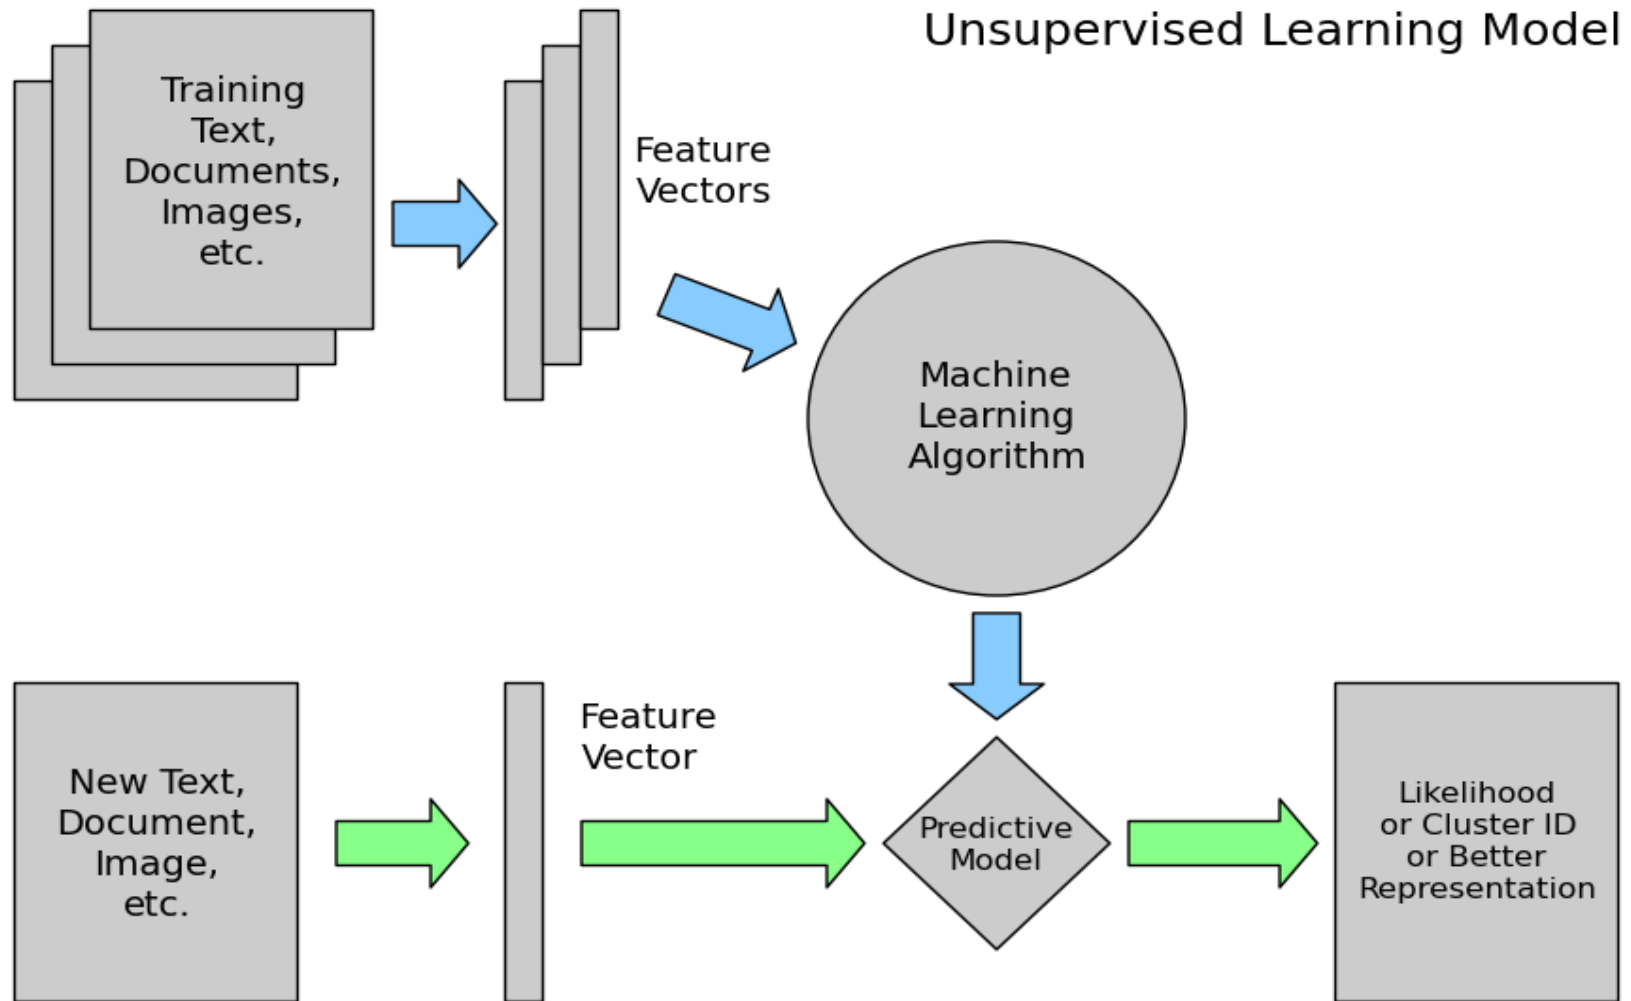 Unsupervised Learning Model
Training
Text,
Documents,
Images,
etc.
Feature
Vectors
Machine
Learning
Algorithm
New Text,
Document,
Image,
etc.
Feature
Vector
Predictive
Model
Likelihood
or Cluster ID
or Better
Representation